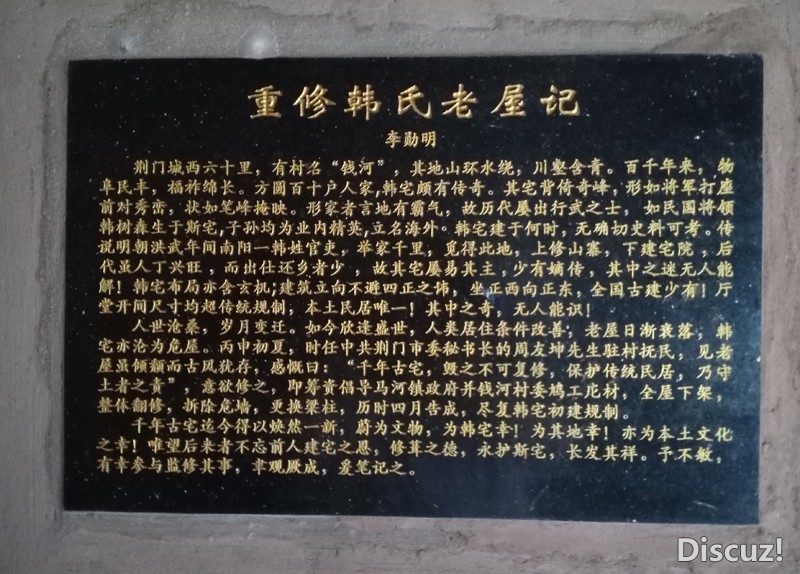 重修韩氏老屋记
李勋明
荆门城西六十里，有村名“钱河”，其地山环水绕，川壑含青。百千年来，物
阜民丰，福祚绵长。方圆百十户人家，韩宅颇有传奇。其宅背倚奇峰，形如将军打座
前对秀峦，状如笔峰掩映。形家者言地有霸气，故历代屡出行武之士，如民国将领
韩树森生于斯宅，子孙均为业内精英，立名海外。韩宅建于何时，无确切史料可考。传
说明朝洪武年间南阳一韩姓官吏，举家千里，觅得此地，上修山寨，下建宅院，后
代虽人丁兴旺，而出仕还乡者少，故其宅屡易其主，少有嫡传，其中之迷无人能
解！韩宅布局亦含玄机；建筑立向不避四正之讳，坐正西向正东，全国古建少有！厅
堂开间尺寸均超传统规制；本土民居唯一！其中之奇，无人能识！
人世沧桑，岁月变迁。如今欣逢盛世，人类居住条件改善，老屋日渐衰落，韩
宅亦沦为危屋。丙申初夏，时任中共荆门市委秘书长的周友坤先生驻村抚民，见老
屋虽倾颓而古风犹存，感慨曰：“千年古宅，毁之不可复修，保护传统民居，乃守
土者之责”，意欲修之，即筹资倡导马河镇政府并钱河村委鸠工庀材，全屋下架，
整体翻修，拆除危墙，更换梁柱，历时四月告成，尽复韩宅初建规制。
千年古宅迄今得以焕然一新，蔚为文物，为韩宅幸！为其地幸！亦为本土文化
之幸！唯望后来者不忘前人建宅之恩，修葺之德，永护斯宅，长发其祥。予不敏，
有幸参与监修其事，聿观厥成，爰笔记之。
Discuz!